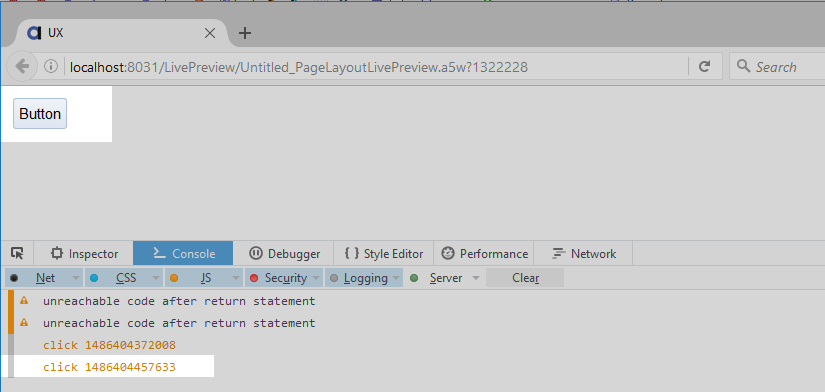 UX
localhost:8031/LivePreview/Untitled_PageLayoutLivePreview.a5w?1322228
Search
Button
Inspector Console Debugger { } Style Editor Performance Network
Net CSS JS Security Logging Server Clear
unreachable code after return statement
unreachable code after return statement
click 1486404372008
click 1486404457633